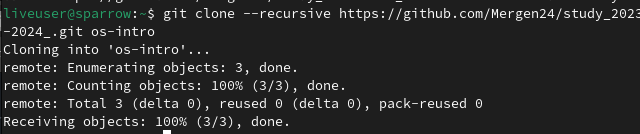 liveuser@sparrow:~$ git clone --recursive https://github.com/Mergen24/study_2023
-2024_.git os-intro
Cloning into 'os-intro'...
remote: Enumerating objects: 3, done.
remote: Counting objects: 100% (3/3), done.
remote: Total 3 (delta 0), reused 0 (delta 0), pack-reused 0
Receiving objects: 100% (3/3), done.